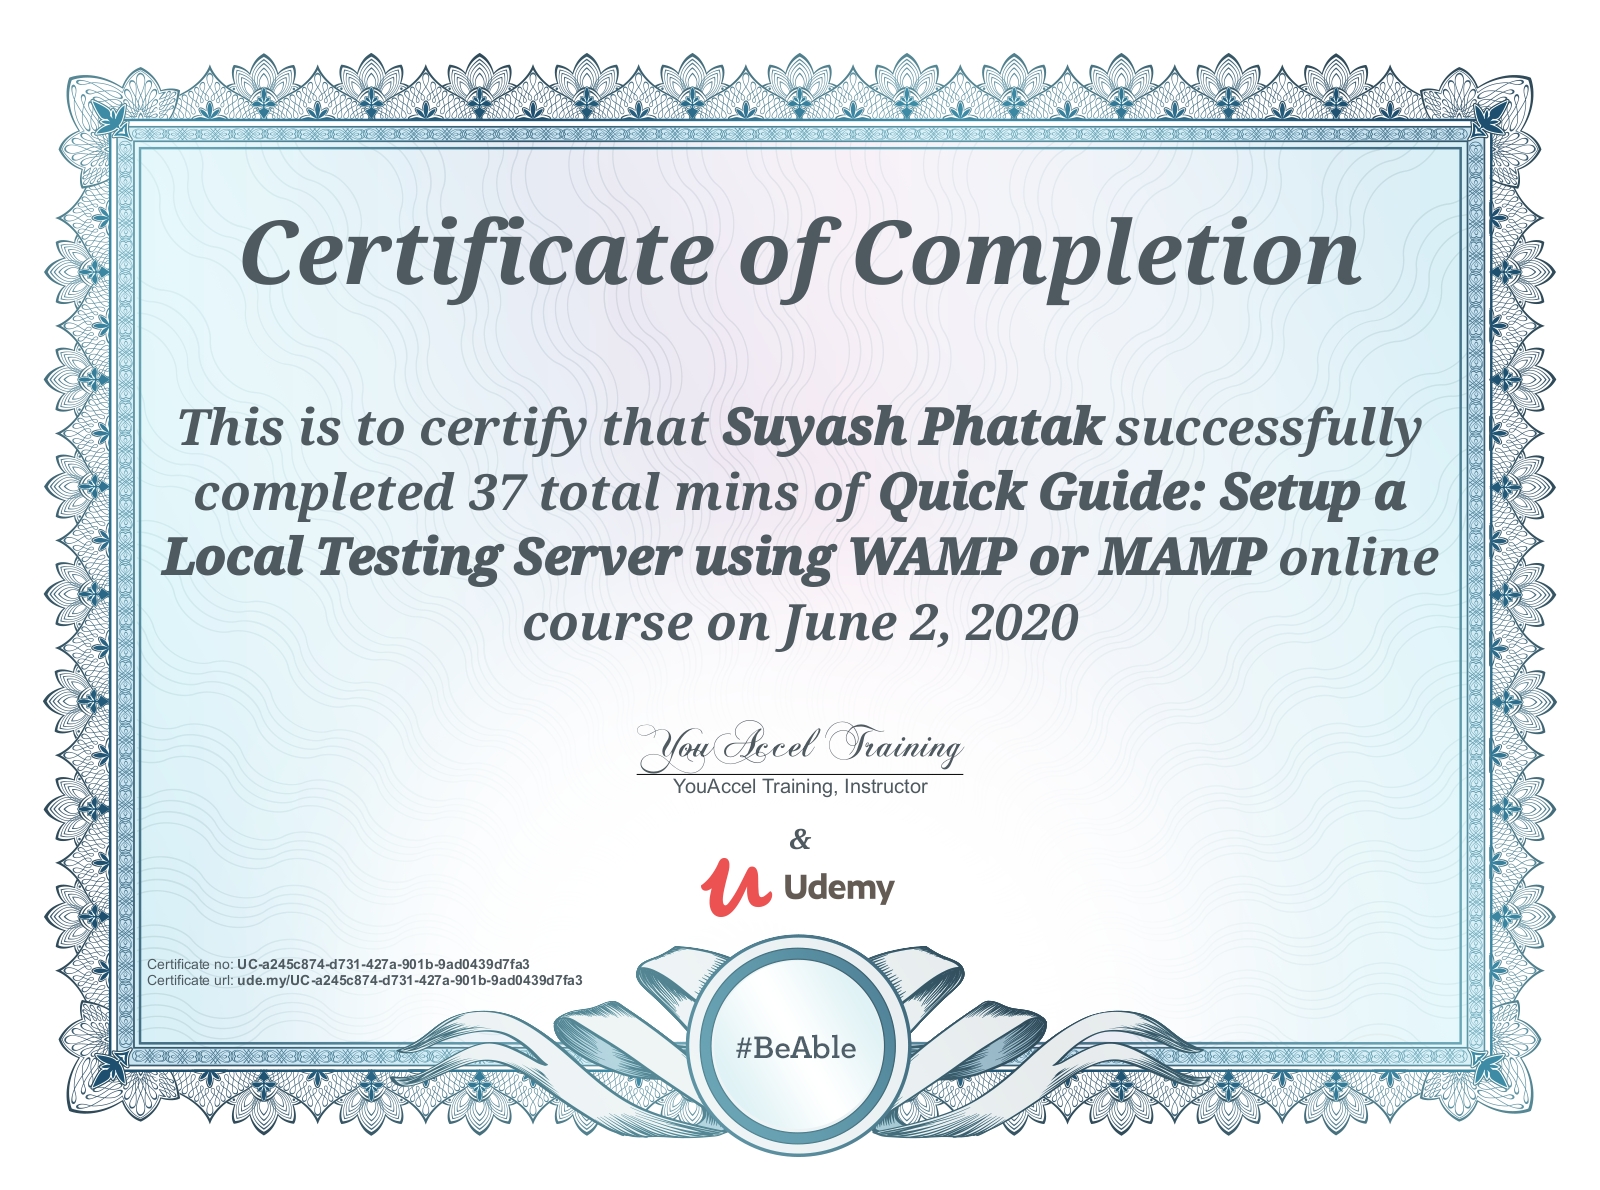 Certificate of Completion
This is to certify that Suyash Phatak successfully
completed 37 total mins of Quick Guide: Setup a
Local Testing Server using WAMP or MAMP online
course on June 2, 2020
YouAccel Training
YouAccel Training, Instructor
&
Udemy
Certificate no: UC-a245c874-d731-427a-901b-9ad0439d7fa3
Certificate url: ude.my/UC-a245c874-d731-427a-901b-9ad0439d7fa3
#BeAble